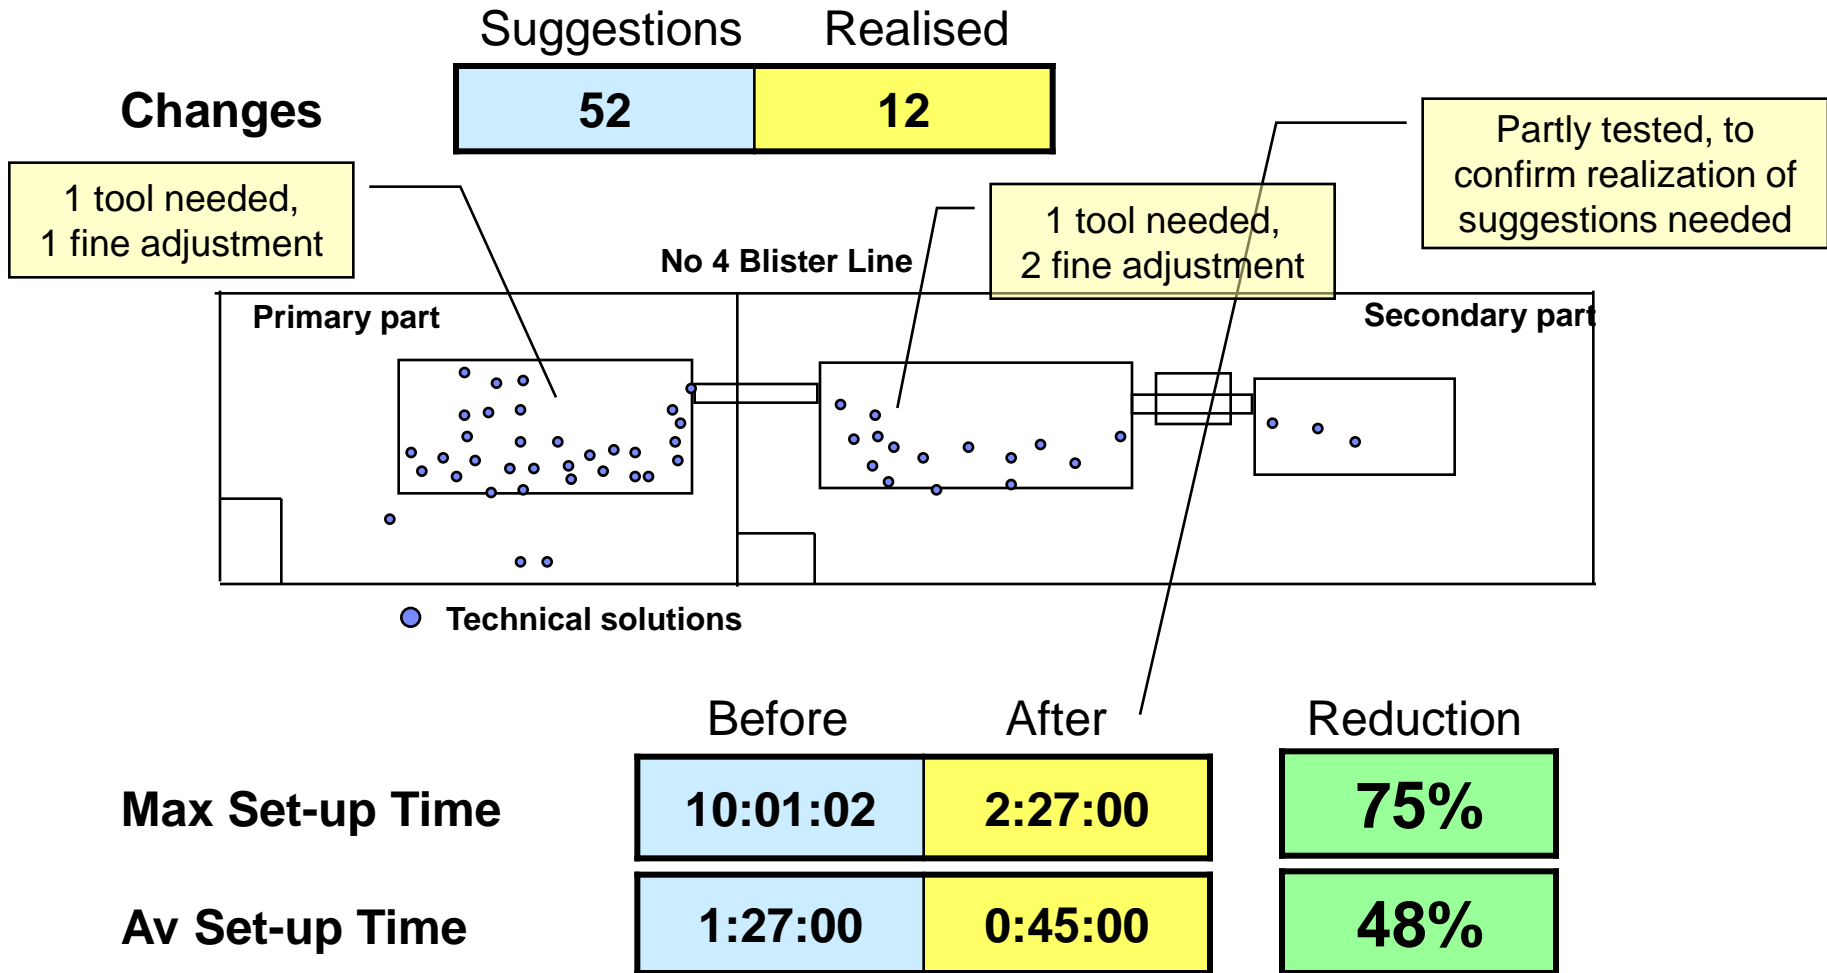 Suggestions Realised
Changes 52 12
Partly tested, to
confirm realization of
suggestions needed
1 tool needed,
1 fine adjustment
1 tool needed,
2 fine adjustment
No 4 Blister Line
Primary part
Secondary part
Technical solutions
Before After Reduction
Max Set-up Time 10:01:02 2:27:00 75%
Av Set-up Time 1:27:00 0:45:00 48%